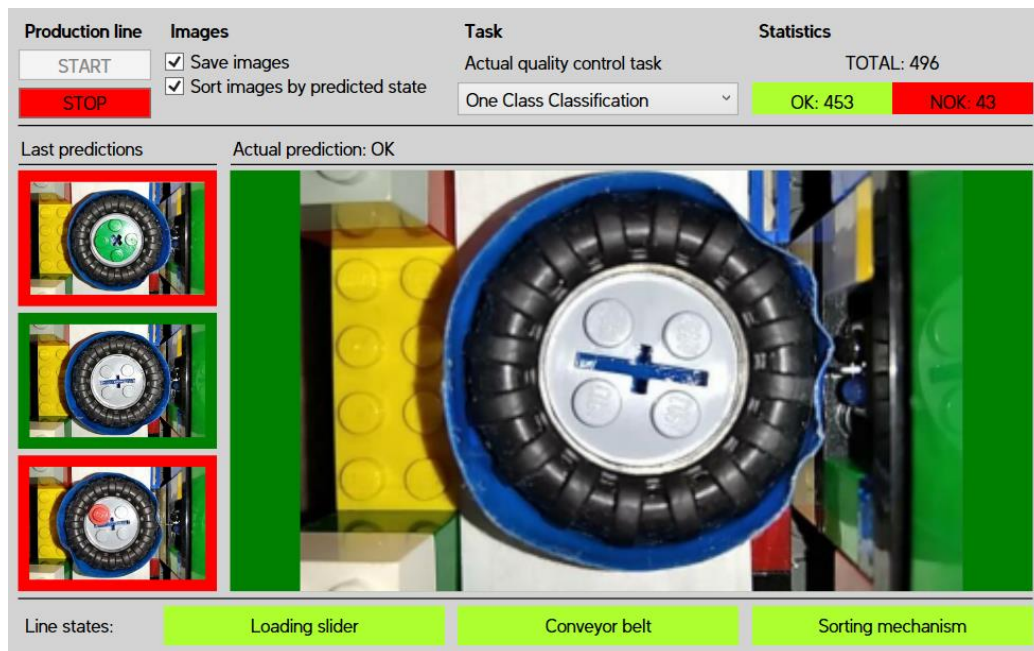 Production line
START
STOP
Images
Save images
Sort images by predicted state
Task
Actual quality control task
One Class Classification
Statistics
TOTAL: 496
OK: 453
NOK: 43
Last predictions
Actual prediction: OK
Line states:
Loading slider
Conveyor belt
Sorting mechanism